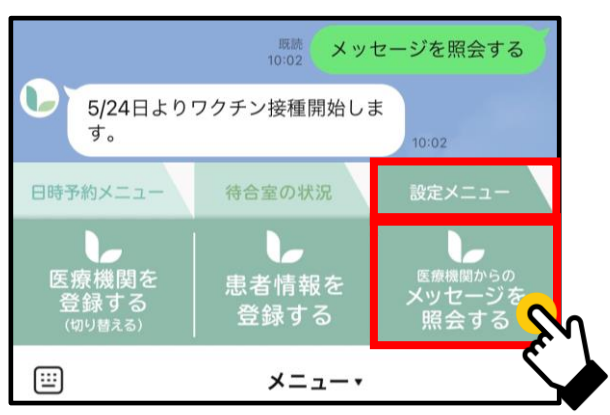 既読
10:02
メッセージを照会する
5/24日よりワクチン接種開始しま
す。
10:02
日時予約メニュー
待合室の状況
設定メニュー
医療機関を
登録する
(切り替える)
患者情報を
登録する
医療機関からの
メッセージを
照会する
メニュー▼